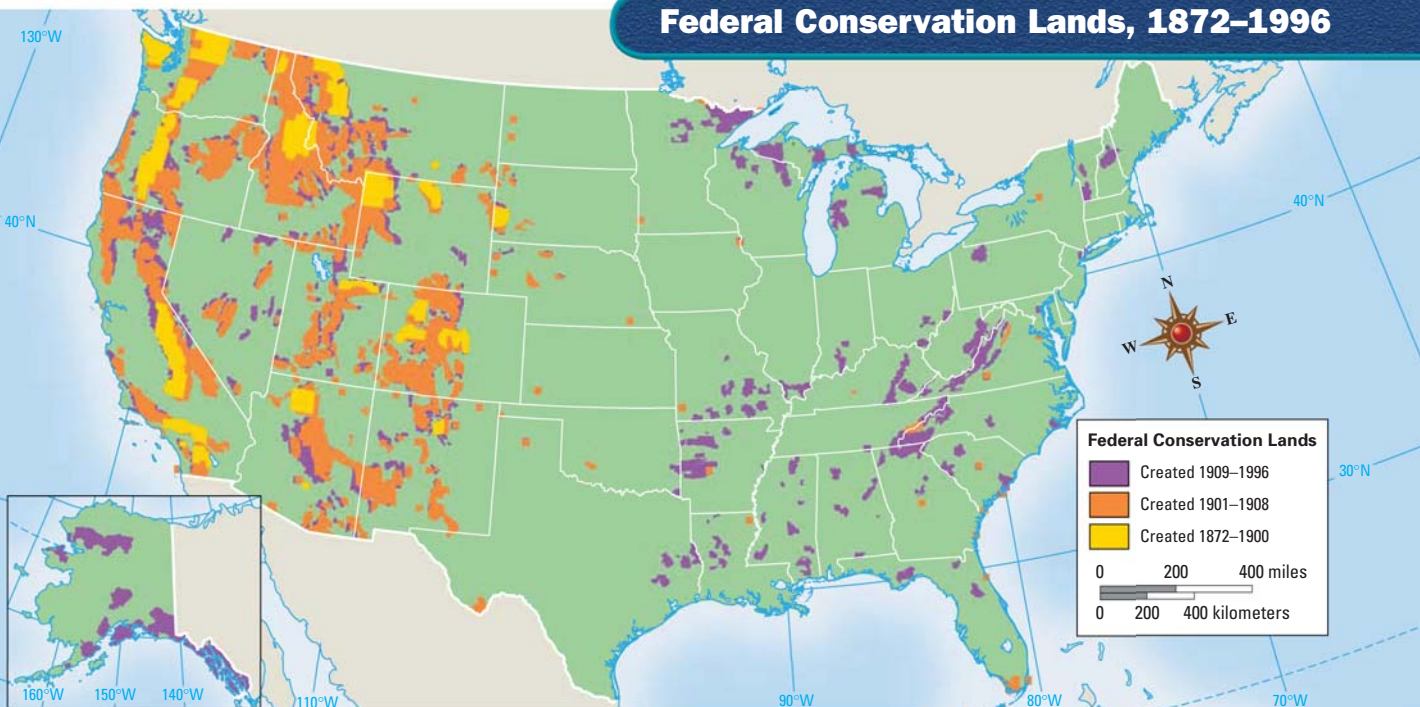 Federal Conservation Lands, 1872–1996
130°W
40°N
40°N
N
E
W
S
Federal Conservation Lands
Created 1909–1996
Created 1901–1908
Created 1872–1900
0 200 400 miles
0 200 400 kilometers
30°N
160°W 150°W 140°W
110°W
90°W
80°W
70°W